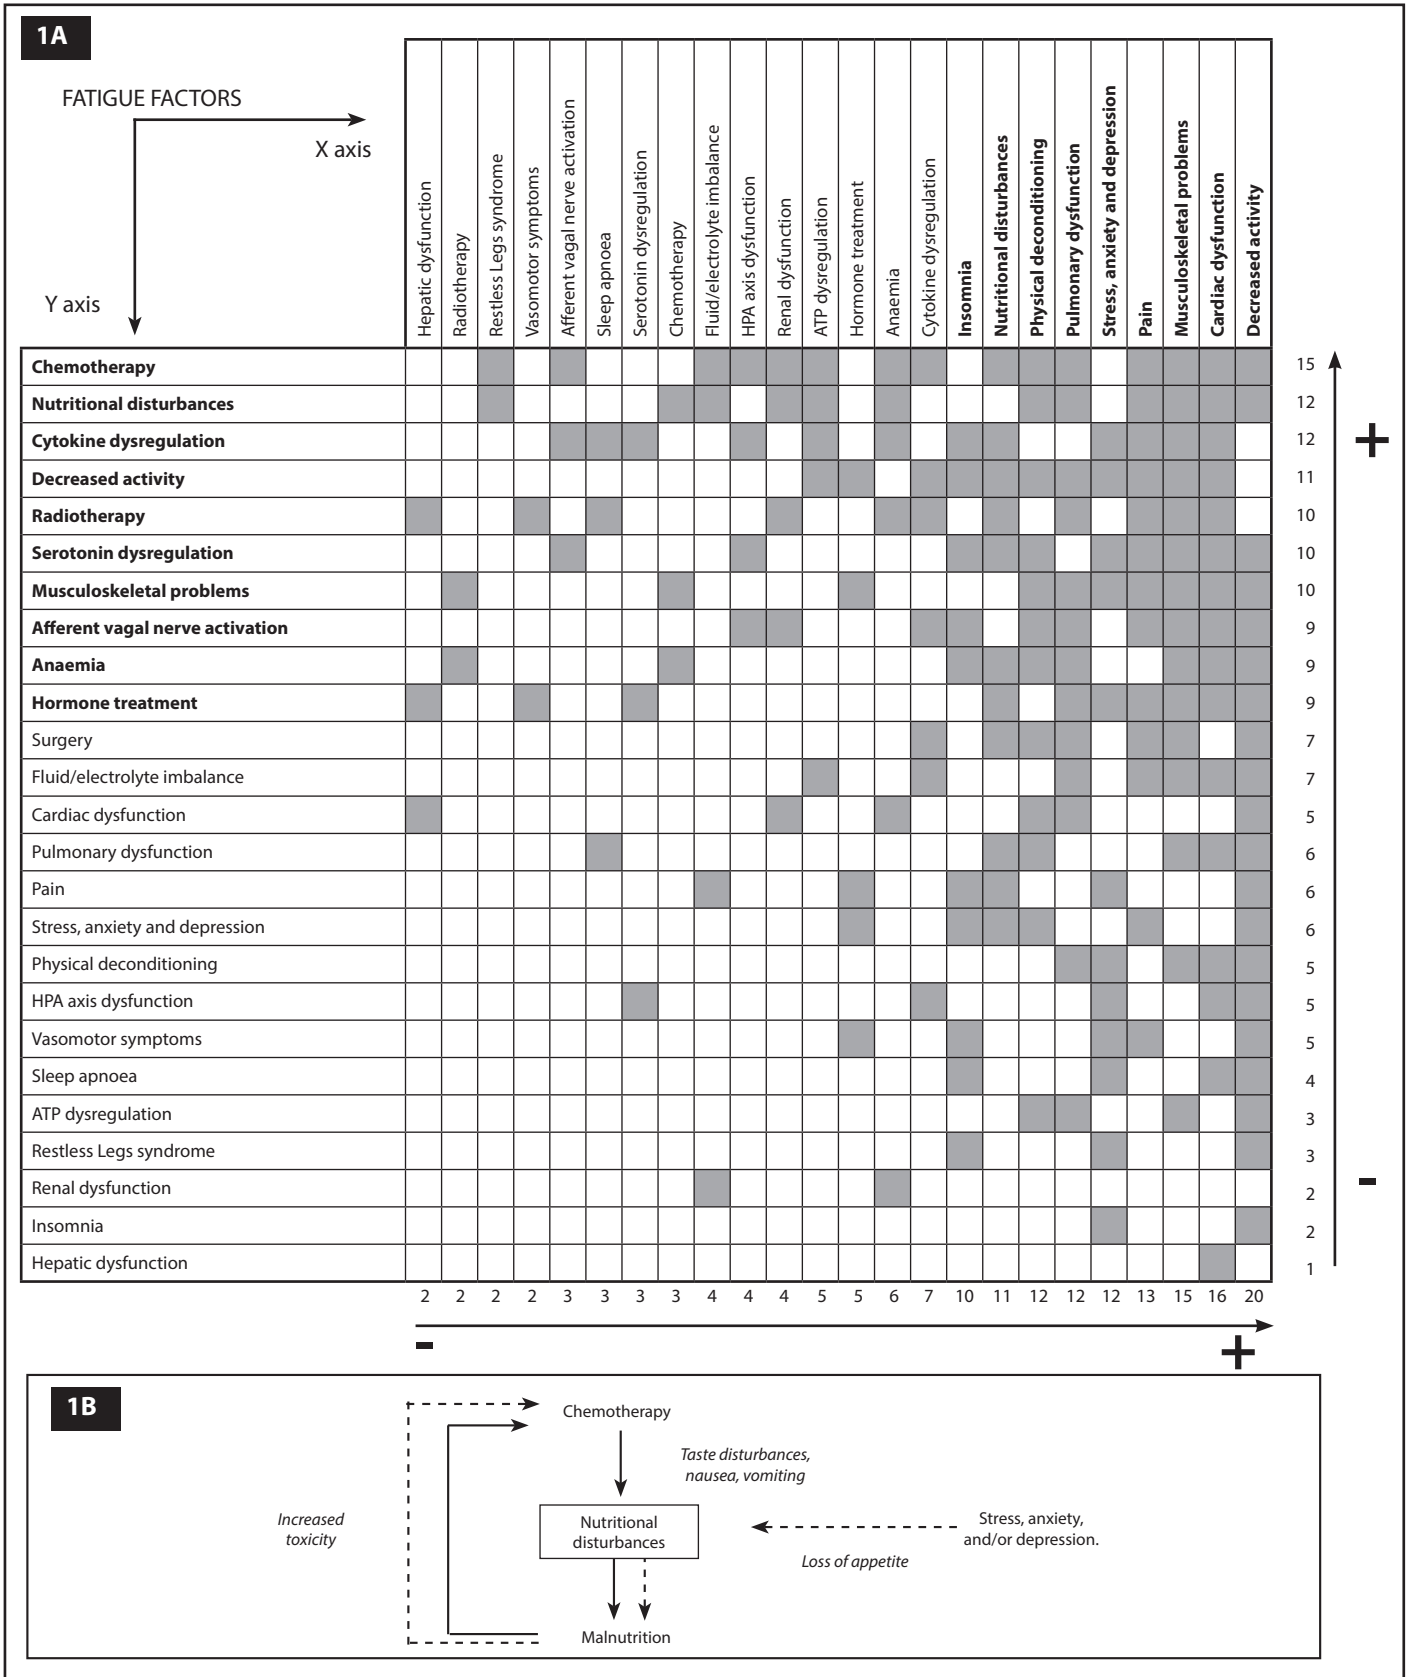 1A
FATIGUE FACTORS
X axis
Y axis
Hepatic dysfunction
Radiotherapy
Restless Legs syndrome
Vasomotor symptoms
Afferent vagal nerve activation
Sleep apnoea
Serotonin dysregulation
Chemotherapy
Fluid/electrolyte imbalance
HPA axis dysfunction
Renal dysfunction
ATP dysregulation
Hormone treatment
Anaemia
Cytokine dysregulation
Insomnia
Nutritional disturbances
Physical deconditioning
Pulmonary dysfunction
Stress, anxiety and depression
Pain
Musculoskeletal problems
Cardiac dysfunction
Decreased activity
Chemotherapy 15
Nutritional disturbances 12
Cytokine dysregulation 12 +
Decreased activity 11
Radiotherapy 10
Serotonin dysregulation 10
Musculoskeletal problems 10
Afferent vagal nerve activation 9
Anaemia 9
Hormone treatment 9
Surgery 7
Fluid/electrolyte imbalance 7
Cardiac dysfunction 5
Pulmonary dysfunction 6
Pain 6
Stress, anxiety and depression 6
Physical deconditioning 5
HPA axis dysfunction 5
Vasomotor symptoms 5
Sleep apnoea 4
ATP dysregulation 3
Restless Legs syndrome 3
Renal dysfunction 2 -
Insomnia 2
Hepatic dysfunction 1
2 2 2 2 3 3 3 3 4 4 4 5 5 6 7 10 11 12 12 12 13 15 16 20
- +
1B
Chemotherapy
Taste disturbances,
nausea, vomiting
Increased
toxicity
Nutritional
disturbances
Stress, anxiety,
and/or depression.
Loss of appetite
Malnutrition